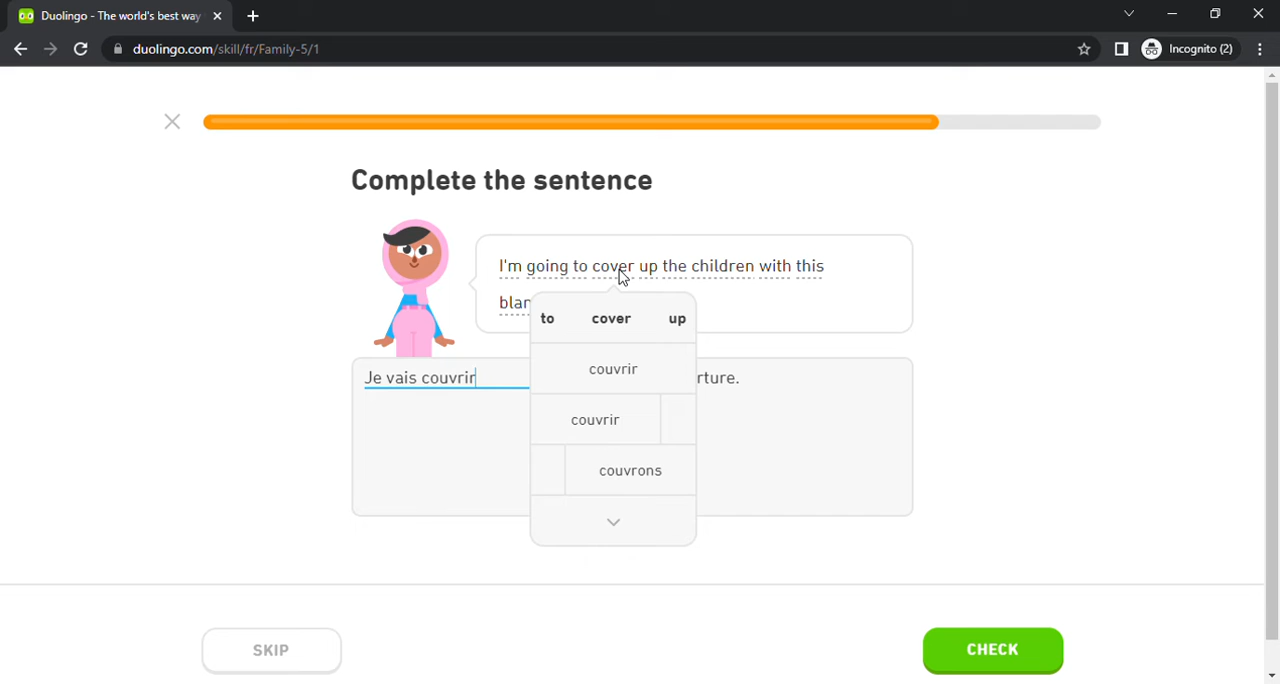 Duolingo - The world's best way
duolingo.com/skill/fr/Family-5/1
Incognito (2)
Complete the sentence
I'm going to cover up the children with this
blan
to cover up
couvrir
couvrir
couvrons
Je vais couvrir rture.
SKIP
CHECK